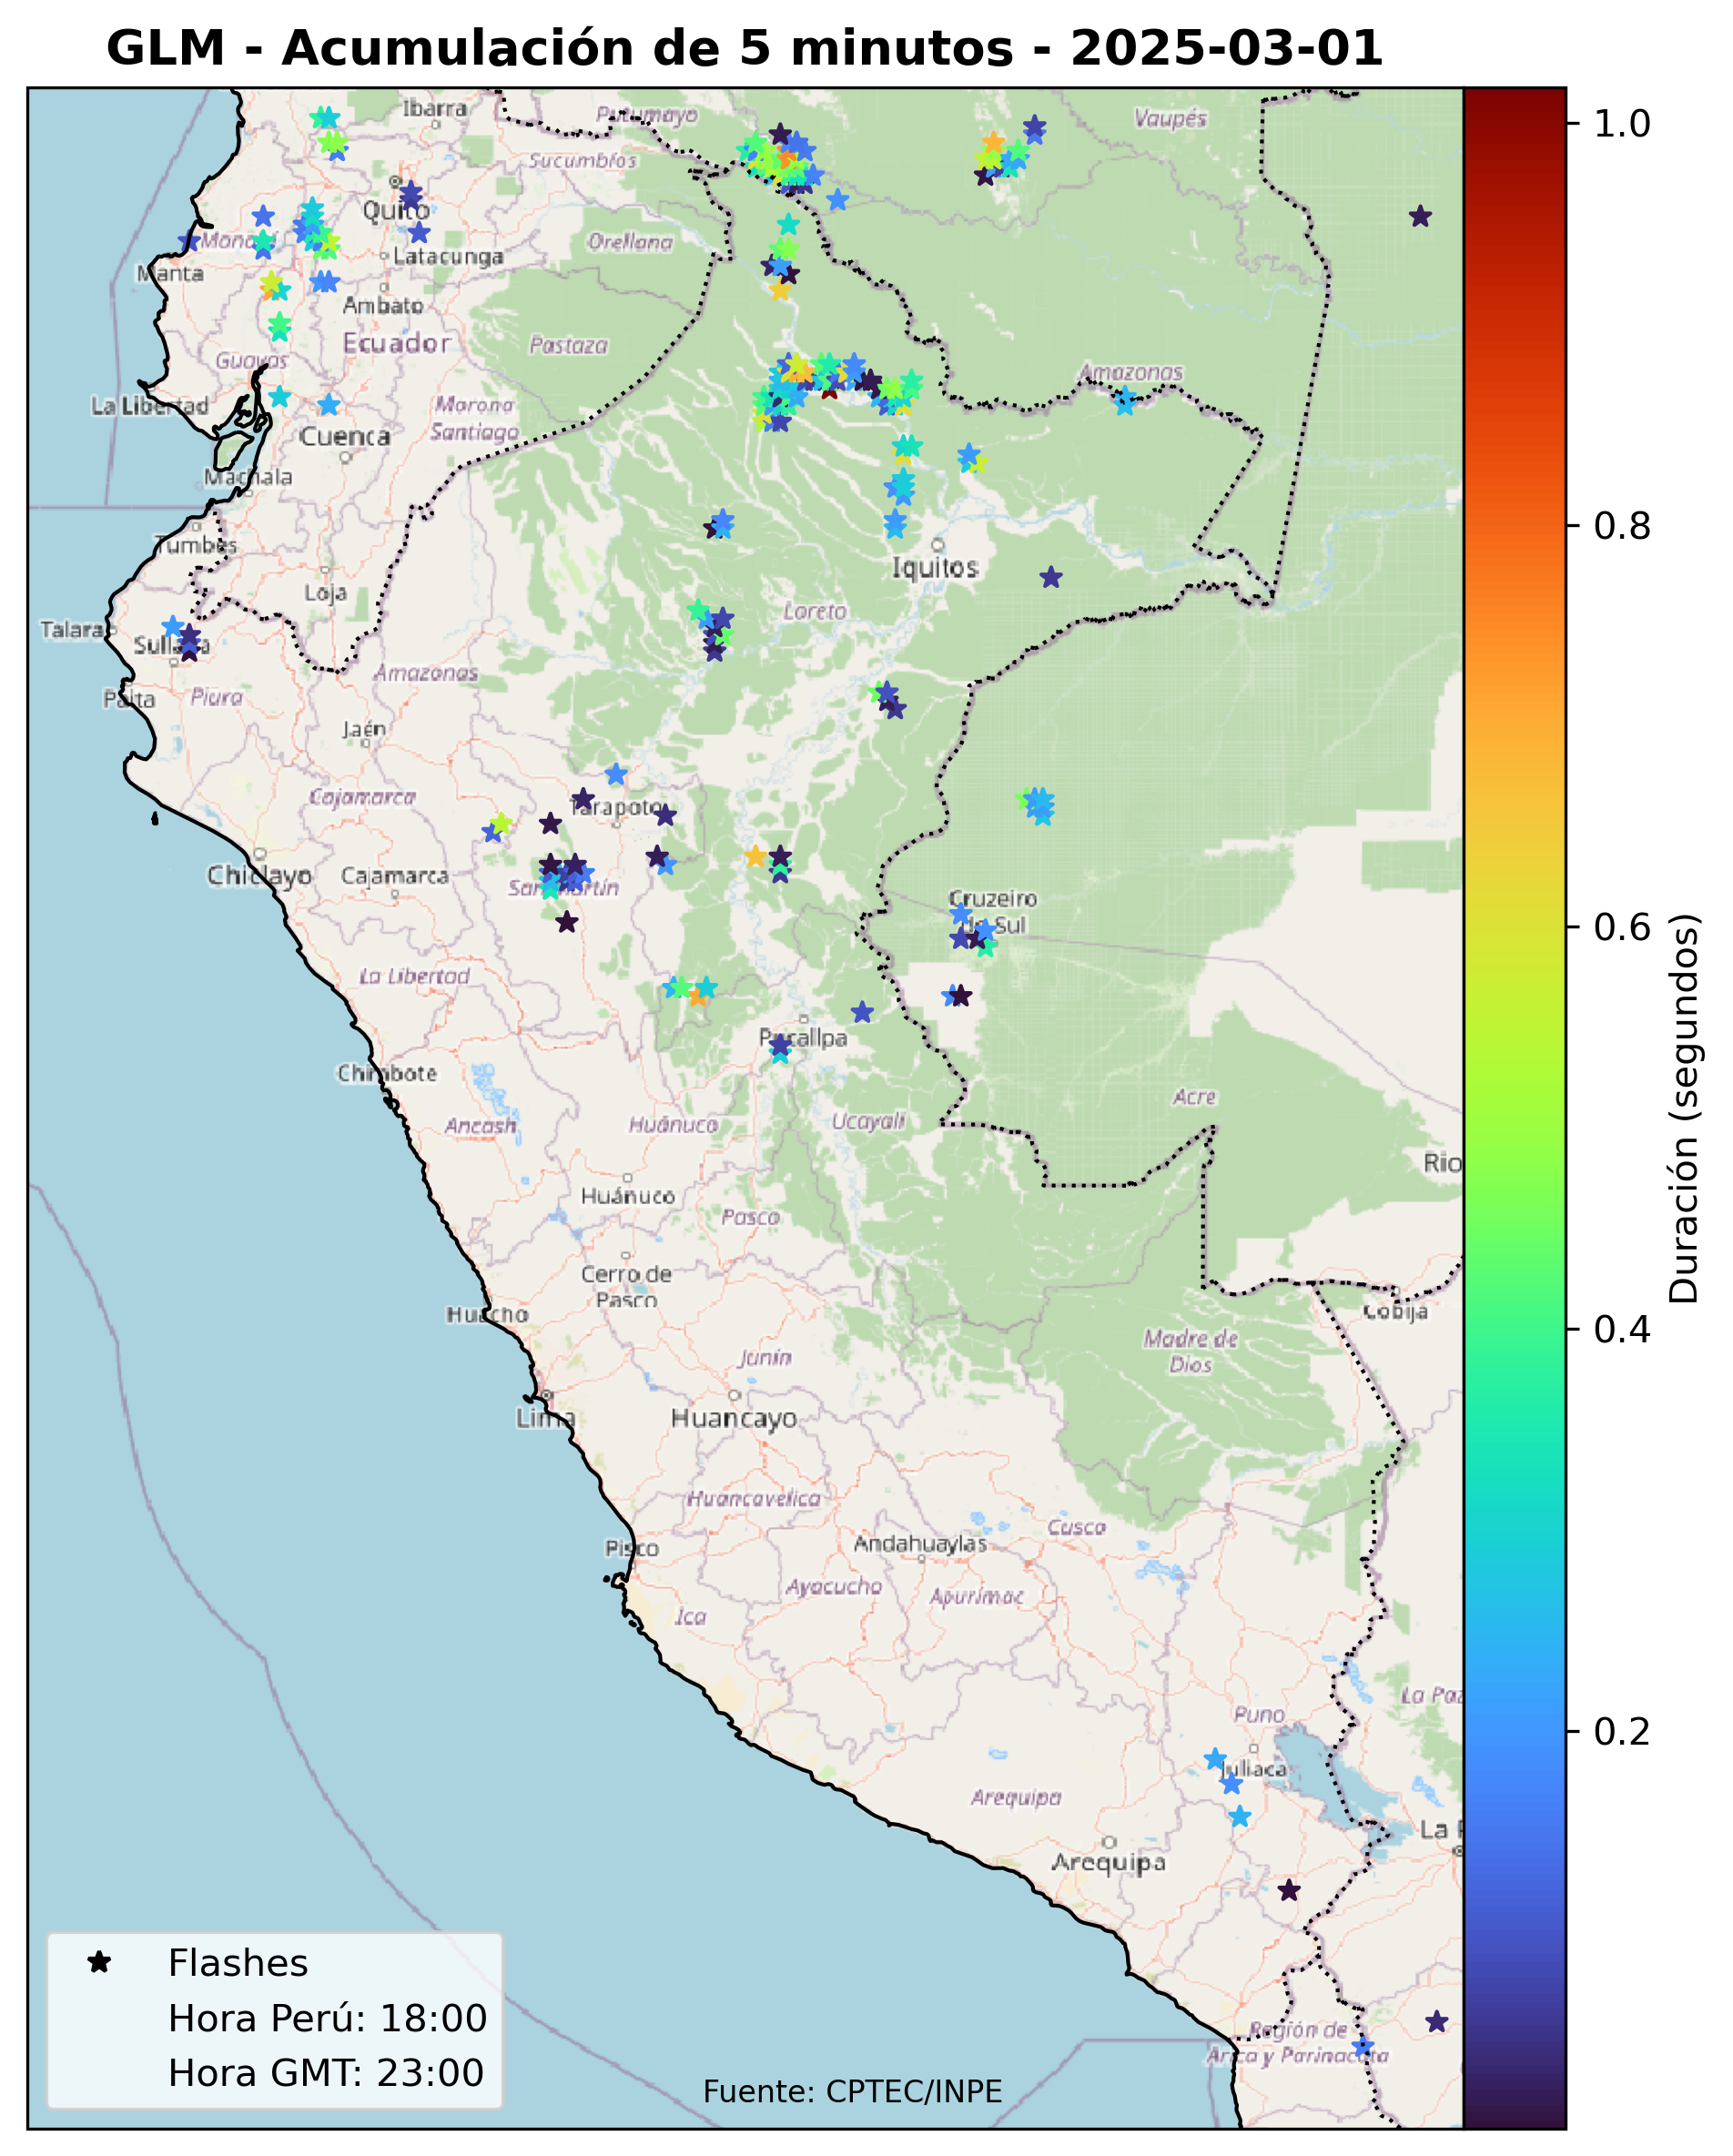 GLM - Acumulación de 5 minutos - 2025-03-01
Ibarra
Putumayo
Vaupés
Sucumbíos
Quito
Orellana
Latacunga
Manta
Ambato
Ecuador
Pastaza
Guayas
Amazonas
La Libertad
Morona
Santiago
Cuenca
Machala
Tumbes
Iquitos
Loja
Loreto
Talara
Sullana
Amazonas
Paita
Piura
Jaén
Cajamarca
Tarapoto
Chiclayo
Cajamarca
San Martín
Cruzeiro
do Sul
La Libertad
Pucallpa
Chimbote
Acre
Ancash
Huánuco
Ucayali
Rio
Huánuco
Pasco
Cerro de
Pasco
Huacho
Cobija
Madre de
Dios
Junín
Lima
Huancayo
Huancavelica
Cusco
Pisco
Andahuaylas
Ayacucho
Apurímac
Ica
La Paz
Puno
Juliaca
Arequipa
La P
Arequipa
Región de
Arica y Parinacota
Flashes
Hora Perú: 18:00
Hora GMT: 23:00
Fuente: CPTEC/INPE
1.0
0.8
0.6
0.4
0.2
Duración (segundos)